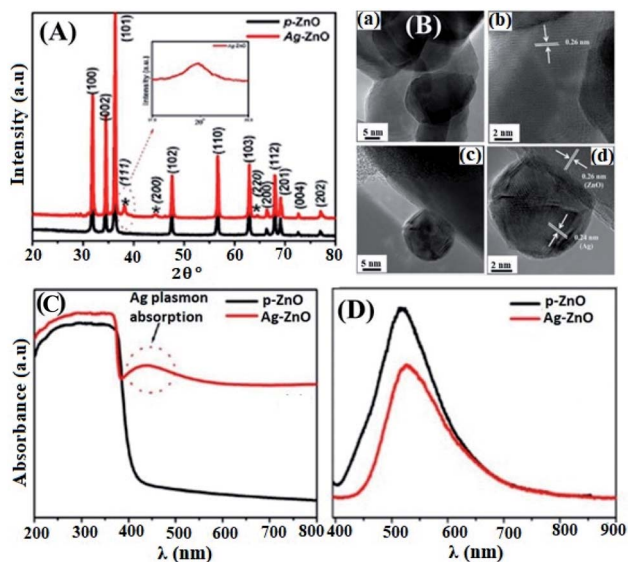 (A)
p-ZnO
Ag-ZnO
(100)
(002)
(101)
(111)
*
(200)
*
(102)
(110)
(103)
(220)
*
(200)
(112)
(201)
(004)
(202)
Ag-ZnO
Intensity (a.u.)
2θ°
Intensity (a.u)
20 30 40 50 60 70 80
2θ°
(B)
(a)
5 nm
(b)
0.26 nm
2 nm
(c)
5 nm
(d)
0.26 nm
(ZnO)
0.24 nm
(Ag)
2 nm
(C)
Ag plasmon
absorption
p-ZnO
Ag-ZnO
Absorbance (a.u)
200 300 400 500 600 700 800
λ (nm)
(D)
p-ZnO
Ag-ZnO
400 500 600 700 800 900
λ (nm)